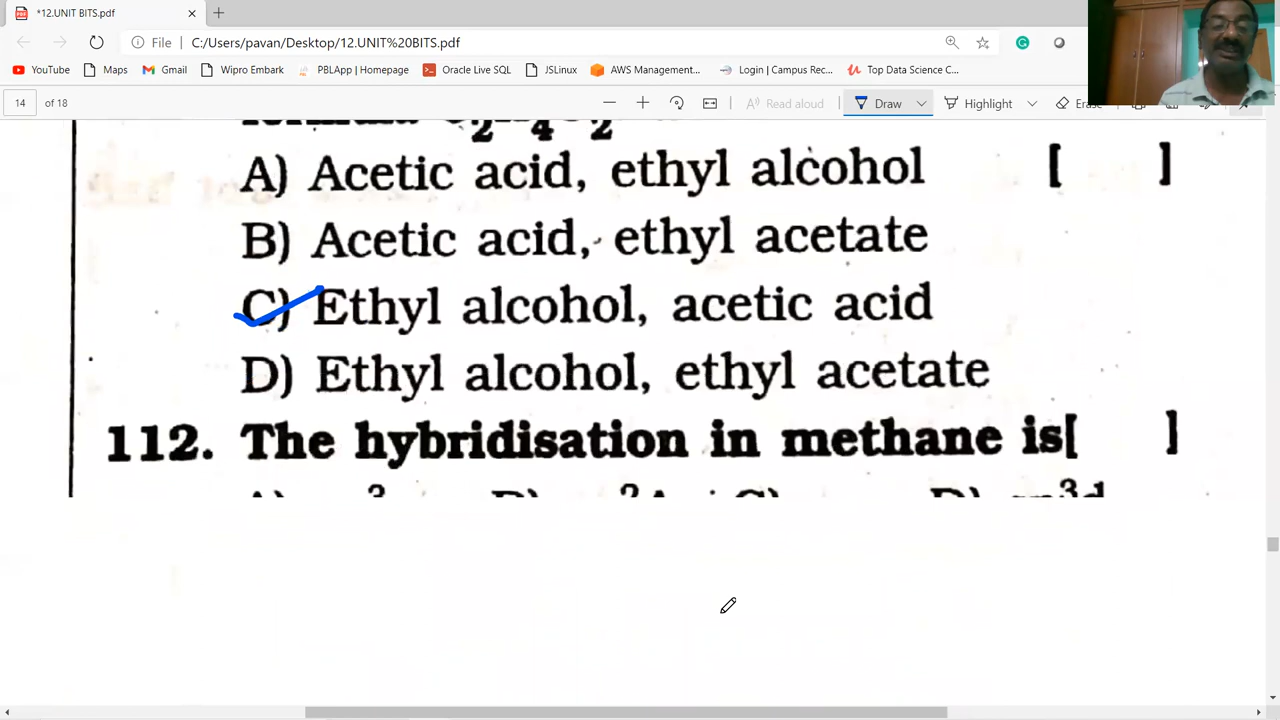 *12.UNIT BITS.pdf
File C:/Users/pavan/Desktop/12.UNIT%20BITS.pdf
YouTube Maps Gmail Wipro Embark PBLApp | Homepage Oracle Live SQL JSLinux AWS Management... Login | Campus Rec... Top Data Science C...
14 of 18 Read aloud Draw Highlight Erase
A) Acetic acid, ethyl alcohol [ ]
B) Acetic acid, ethyl acetate
C) Ethyl alcohol, acetic acid
D) Ethyl alcohol, ethyl acetate
112. The hybridisation in methane is[ ]